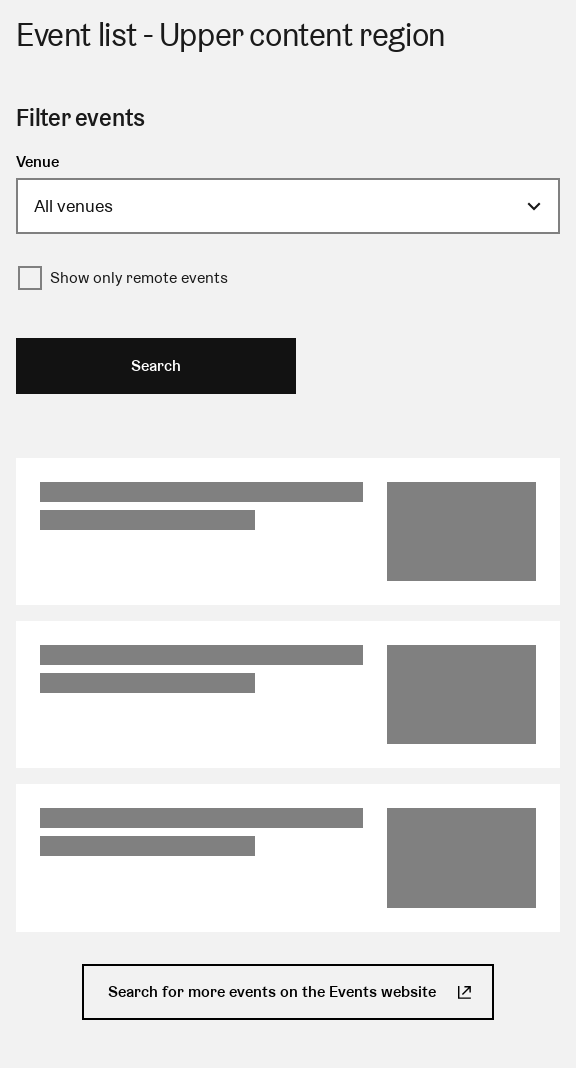 Event list - Upper content region
Filter events
Venue
All venues
Show only remote events
Search
Search for more events on the Events website